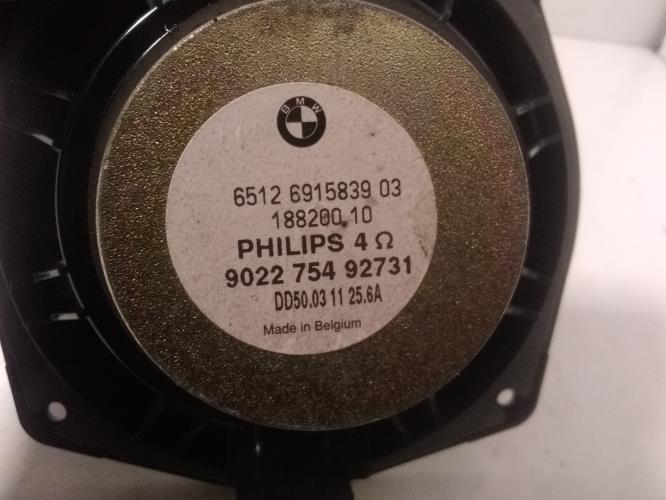 BMW
6512 6915839 03
188200.10
PHILIPS 4 Ω
9022 754 92731
DD50.03 11 25.6A
Made in Belgium